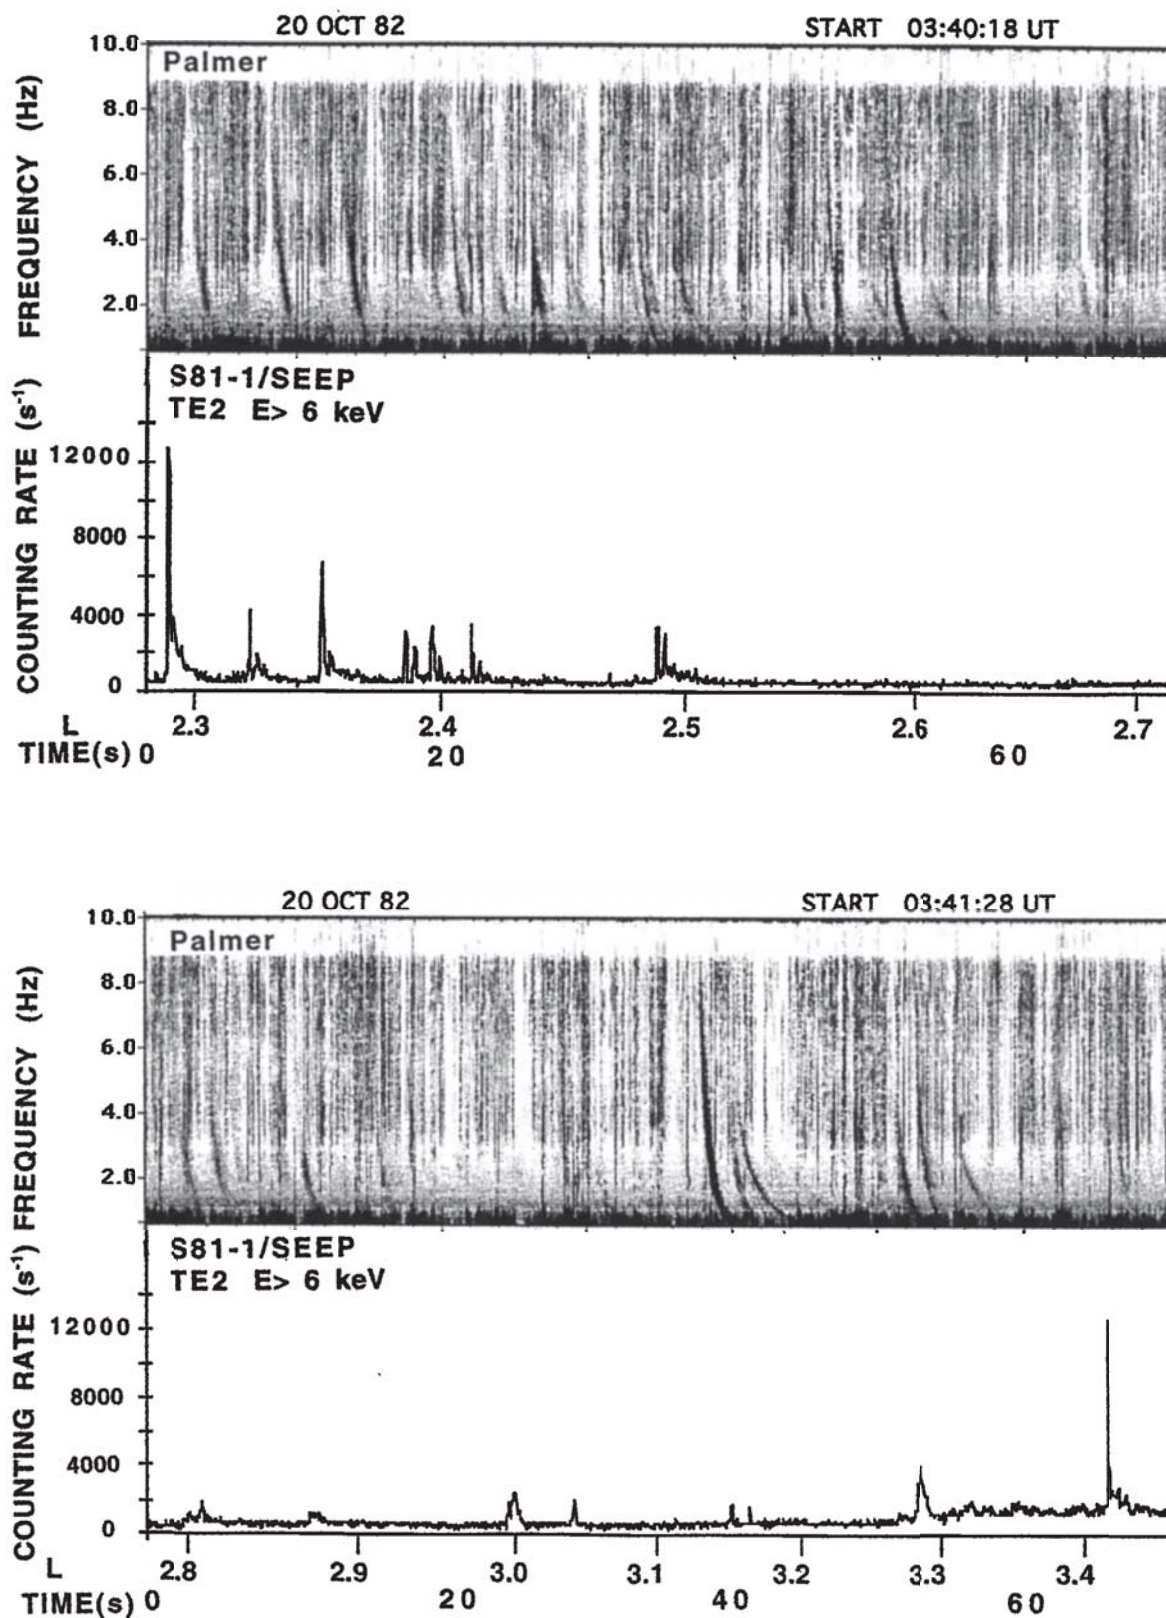 20 OCT 82 START 03:40:18 UT
10.0
Palmer
8.0
6.0
4.0
2.0
FREQUENCY (Hz)
S81-1/SEEP
TE2 E> 6 keV
12000
8000
4000
0
COUNTING RATE (s⁻¹)
L 2.3 2.4 2.5 2.6 2.7
TIME(s) 0 20 60
20 OCT 82 START 03:41:28 UT
10.0
Palmer
8.0
6.0
4.0
2.0
FREQUENCY (Hz)
S81-1/SEEP
TE2 E> 6 keV
12000
8000
4000
0
COUNTING RATE (s⁻¹)
L 2.8 2.9 3.0 3.1 3.2 3.3 3.4
TIME(s) 0 20 40 60